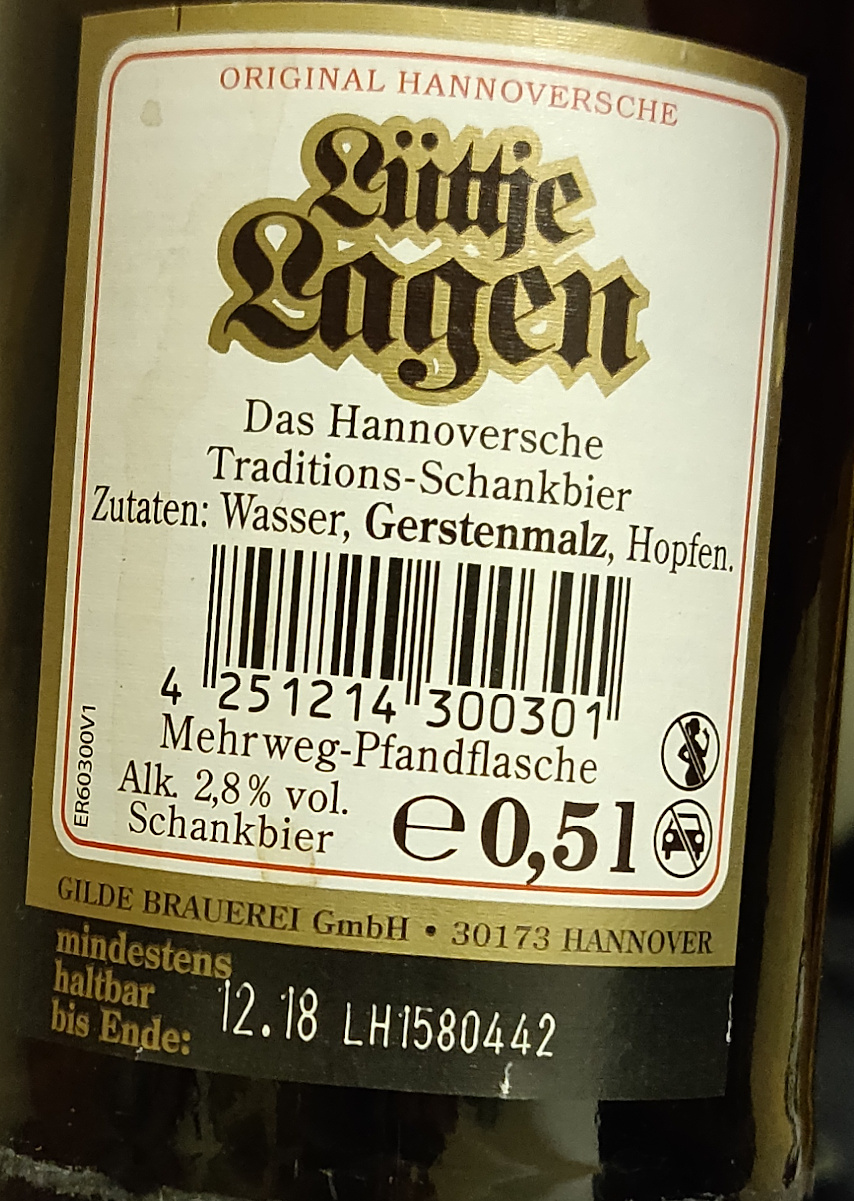 ORIGINAL HANNOVERSCHE
Lüttje
Lagen
Das Hannoversche
Traditions-Schankbier
Zutaten: Wasser, Gerstenmalz, Hopfen.
4 251214 300301
Mehrweg-Pfandflasche
ER60300V1
Alk. 2,8% vol.
Schankbier
℮ 0,5l
GILDE BRAUEREI GmbH • 30173 HANNOVER
mindestens
haltbar
bis Ende:
12.18 LH1580442